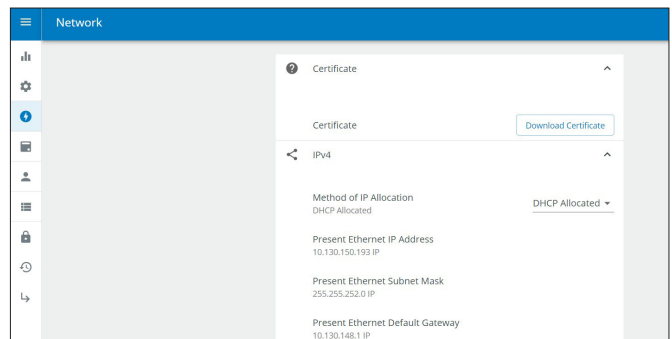 Network
Certificate
Certificate
Download Certificate
IPv4
Method of IP Allocation
DHCP Allocated
DHCP Allocated
Present Ethernet IP Address
10.130.150.193 IP
Present Ethernet Subnet Mask
255.255.252.0 IP
Present Ethernet Default Gateway
10.130.148.1 IP